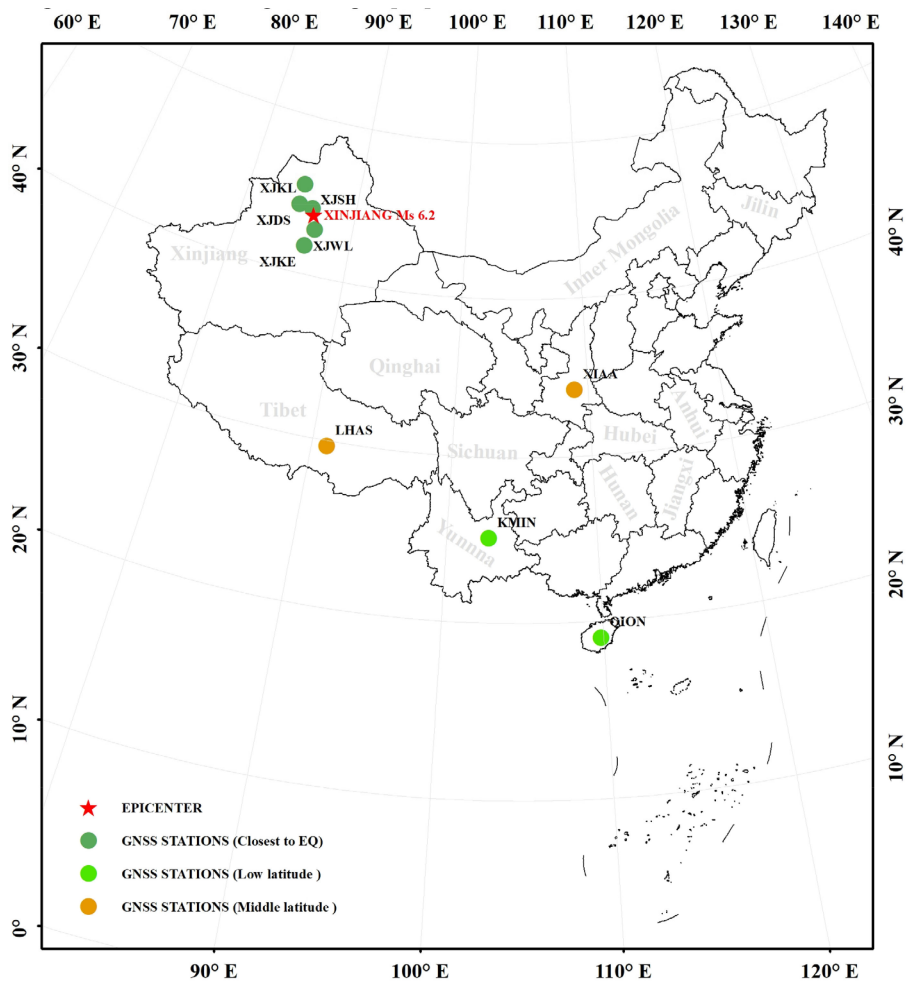 60° E 70° E 80° E 90° E 100° E 110° E 120° E 130° E 140° E
40° N
XJKL
XJSH
XINJIANG Ms 6.2
XJDS
XJWL
XJKE
Xinjiang
Inner Mongolia
Jilin
40° N
30° N
Qinghai
XIAA
30° N
Tibet
LHAS
Sichuan
Hubei
Anhui
Hunan
Jiangxi
20° N
KMIN
Yunnna
20° N
QION
10° N
10° N
EPICENTER
GNSS STATIONS (Closest to EQ)
GNSS STATIONS (Low latitude )
GNSS STATIONS (Middle latitude )
0°
90° E 100° E 110° E 120° E